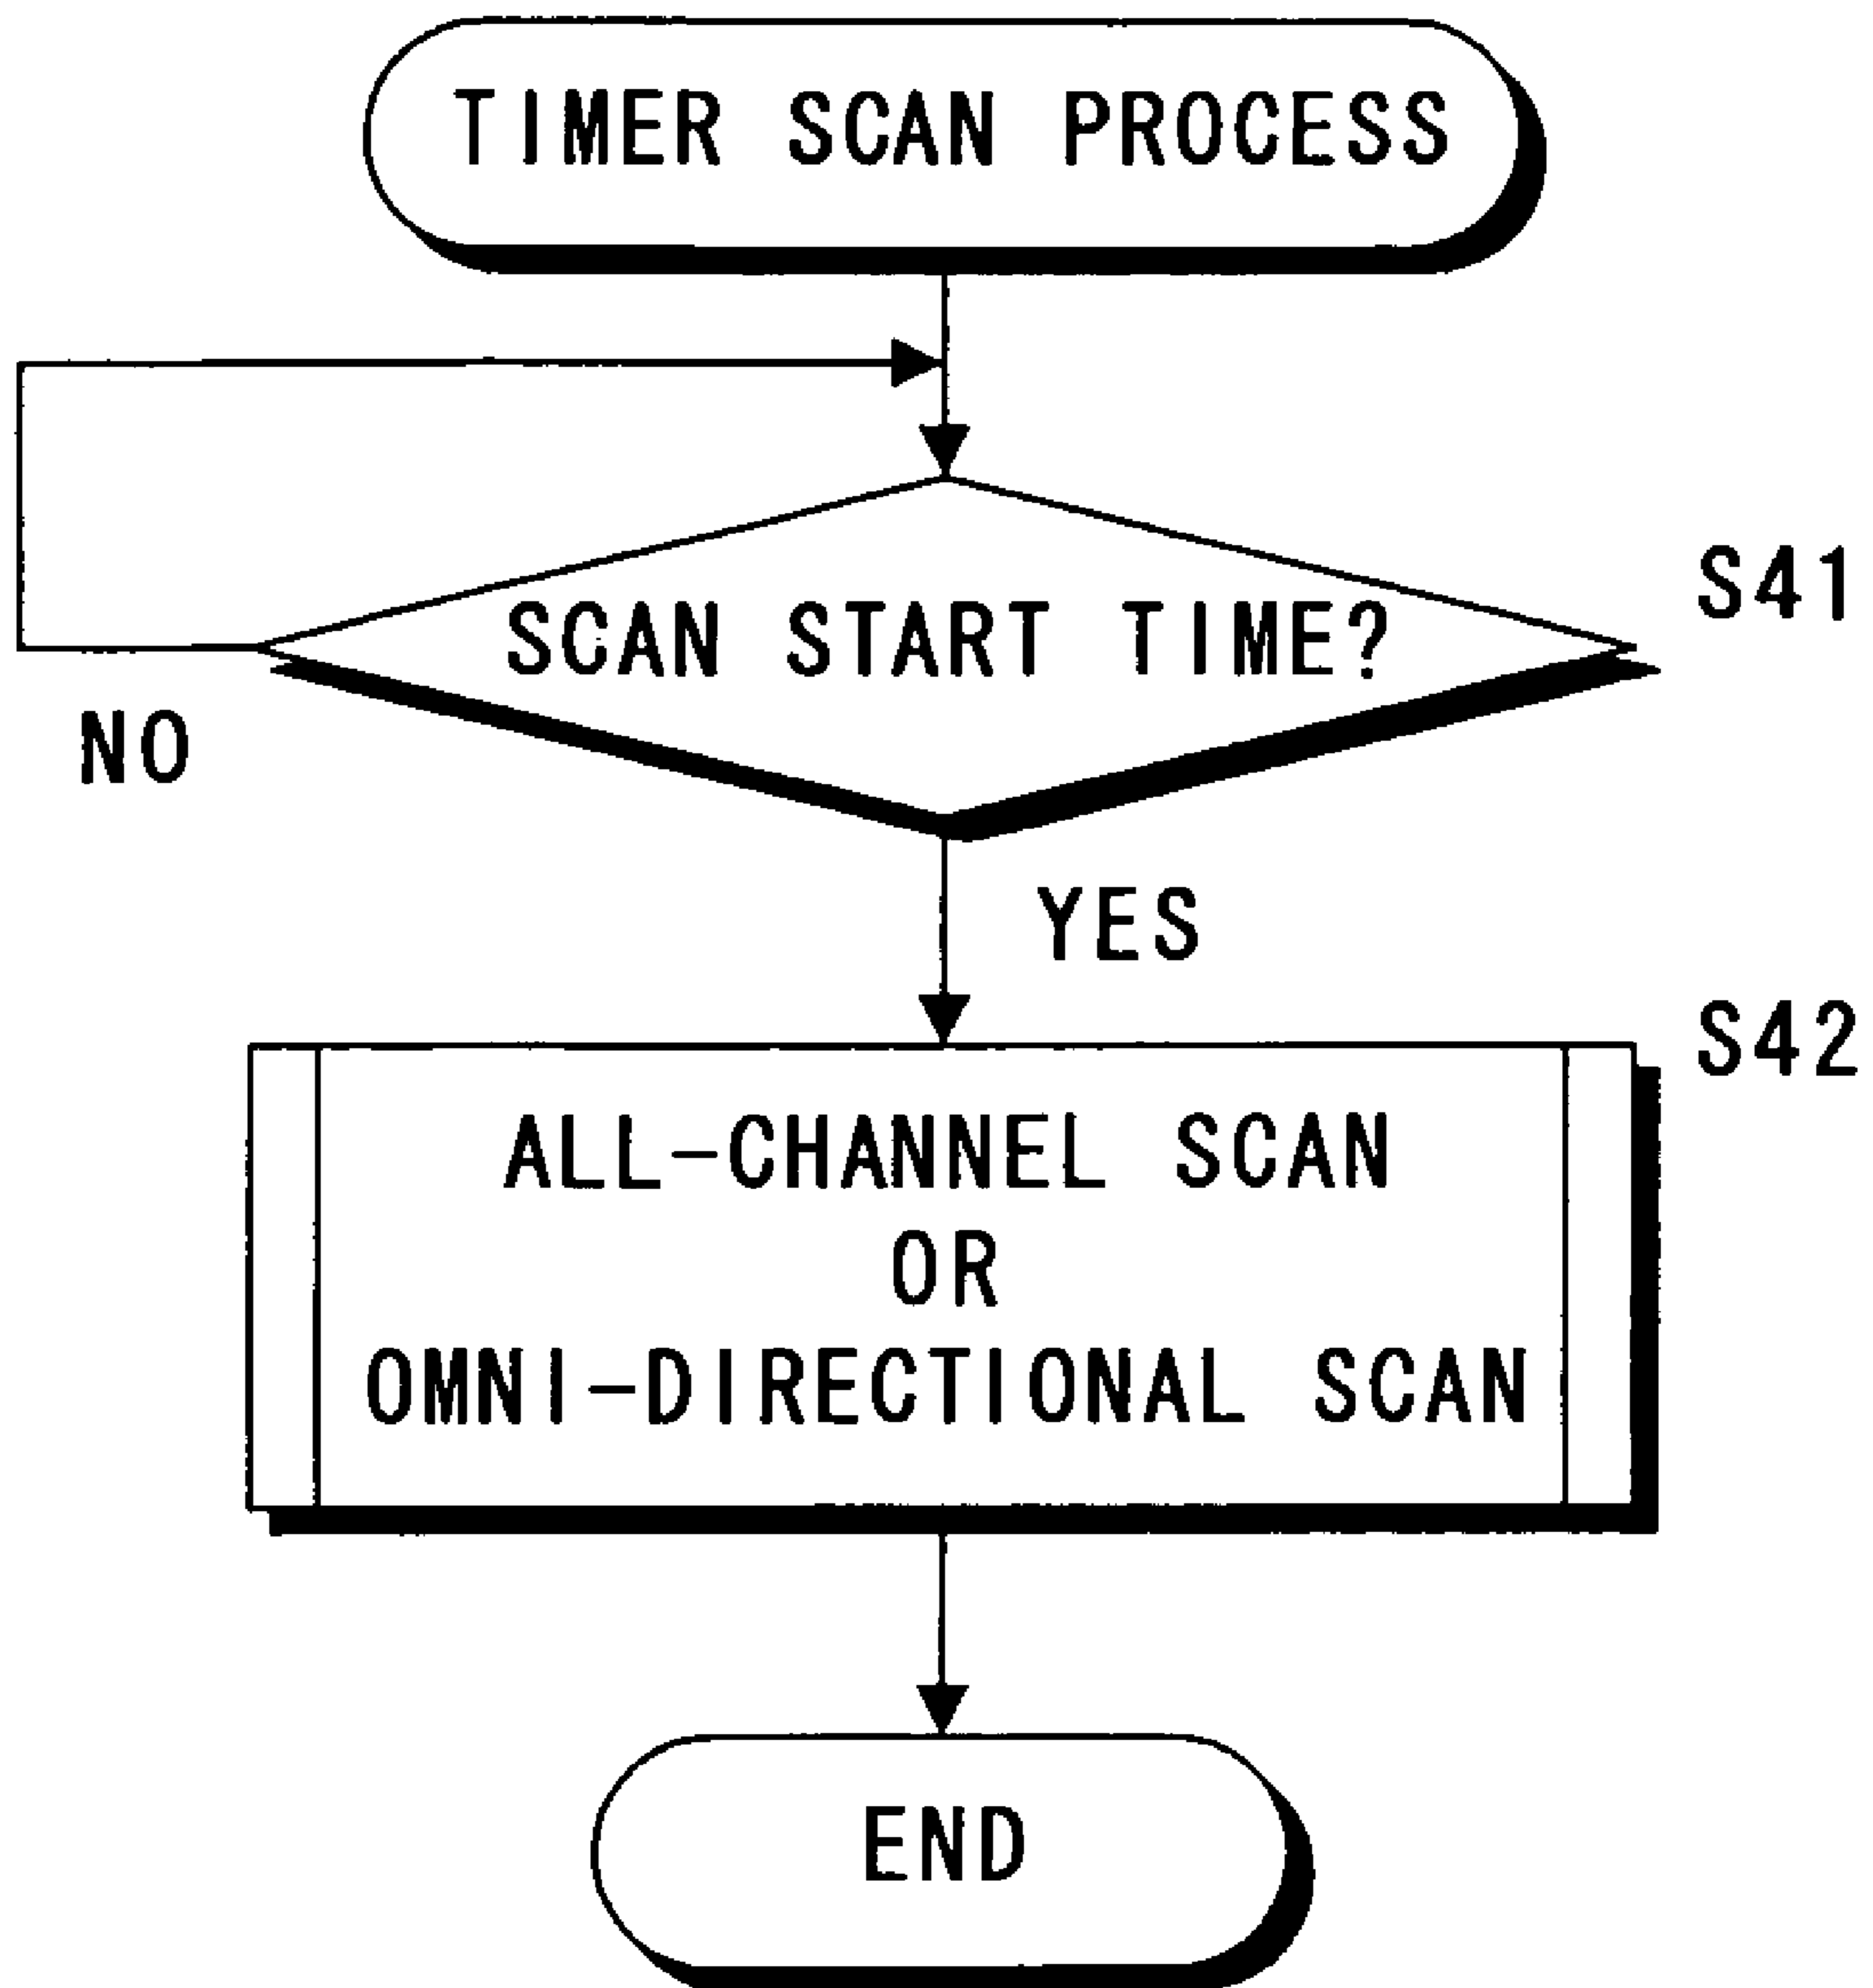 TIMER SCAN PROCESS
SCAN START TIME?
S41
NO
YES
S42
ALL-CHANNEL SCAN
OR
OMNI-DIRECTIONAL SCAN
END